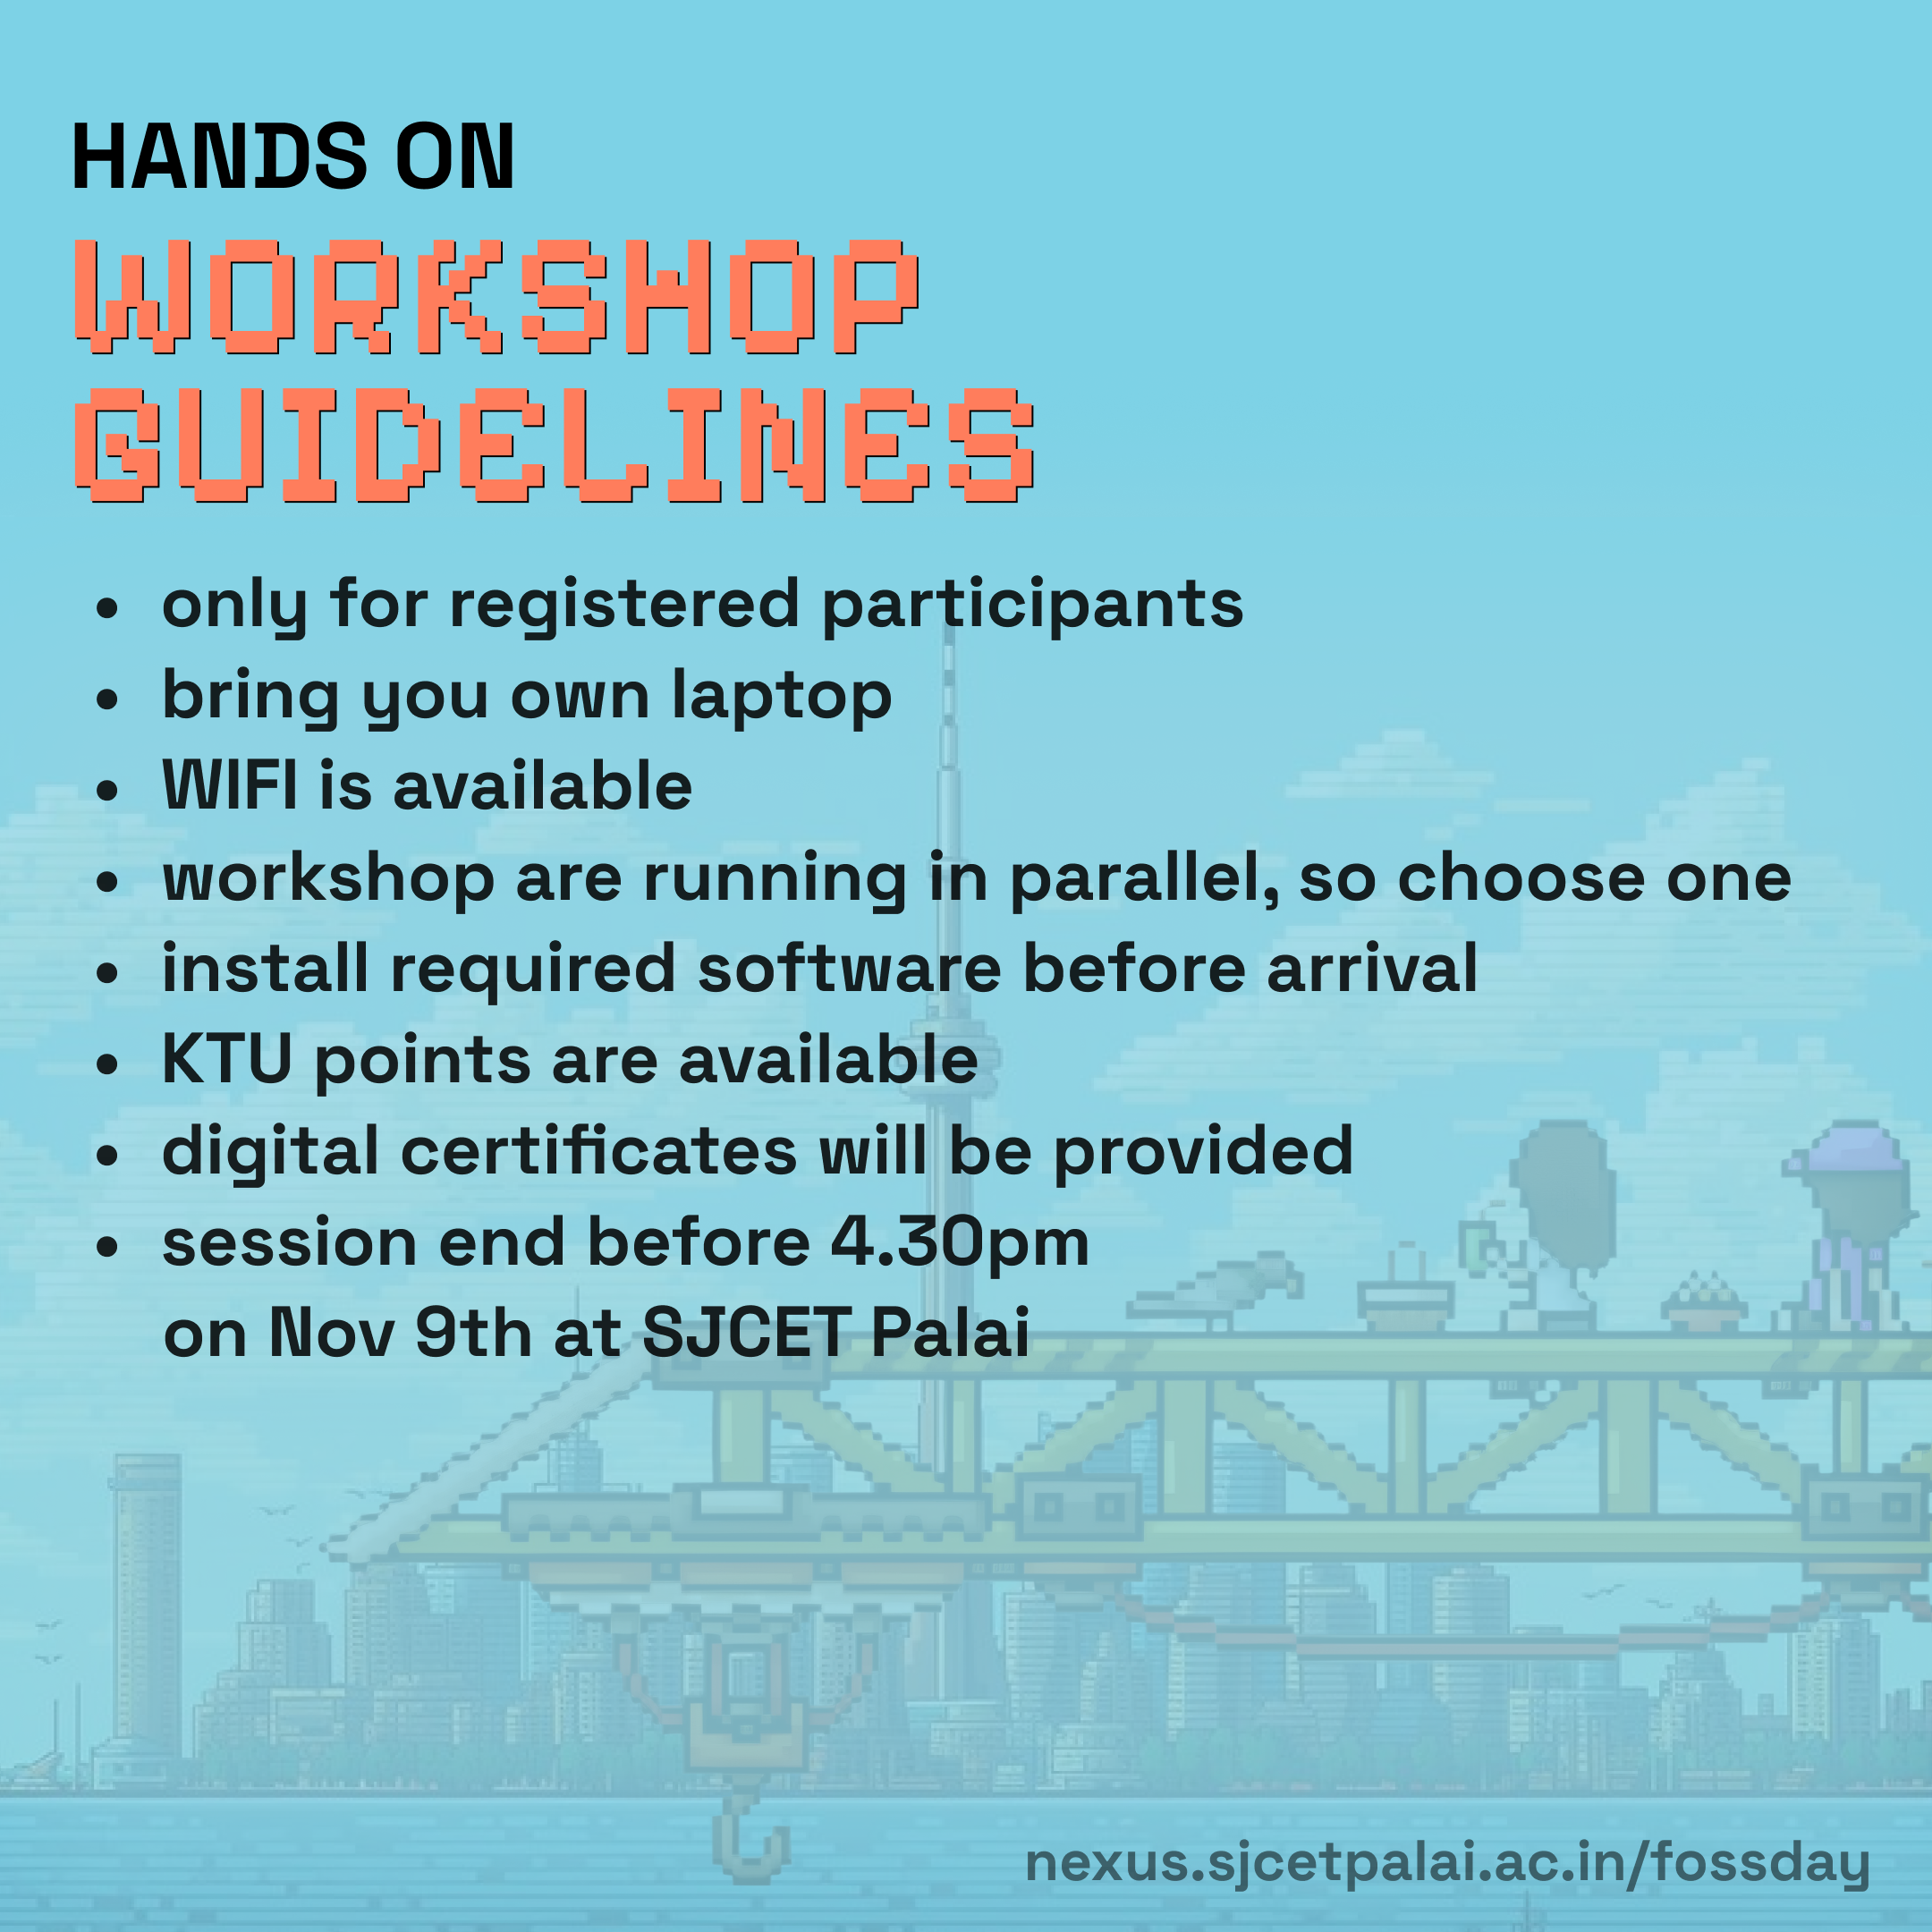 HANDS ON
WORKSHOP
GUIDELINES
• only for registered participants
• bring you own laptop
• WIFI is available
• workshop are running in parallel, so choose one
• install required software before arrival
• KTU points are available
• digital certificates will be provided
• session end before 4.30pm
on Nov 9th at SJCET Palai
nexus.sjcetpalai.ac.in/fossday